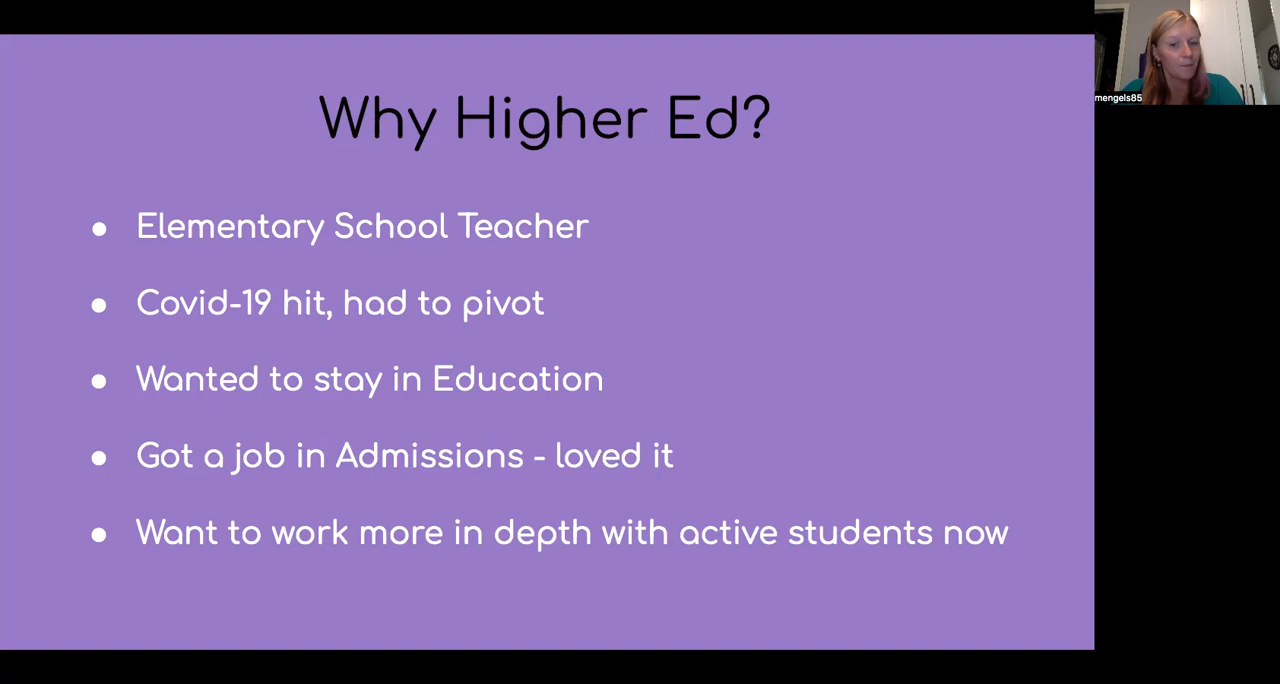 Why Higher Ed?
● Elementary School Teacher
● Covid-19 hit, had to pivot
● Wanted to stay in Education
● Got a job in Admissions - loved it
● Want to work more in depth with active students now
mengels85